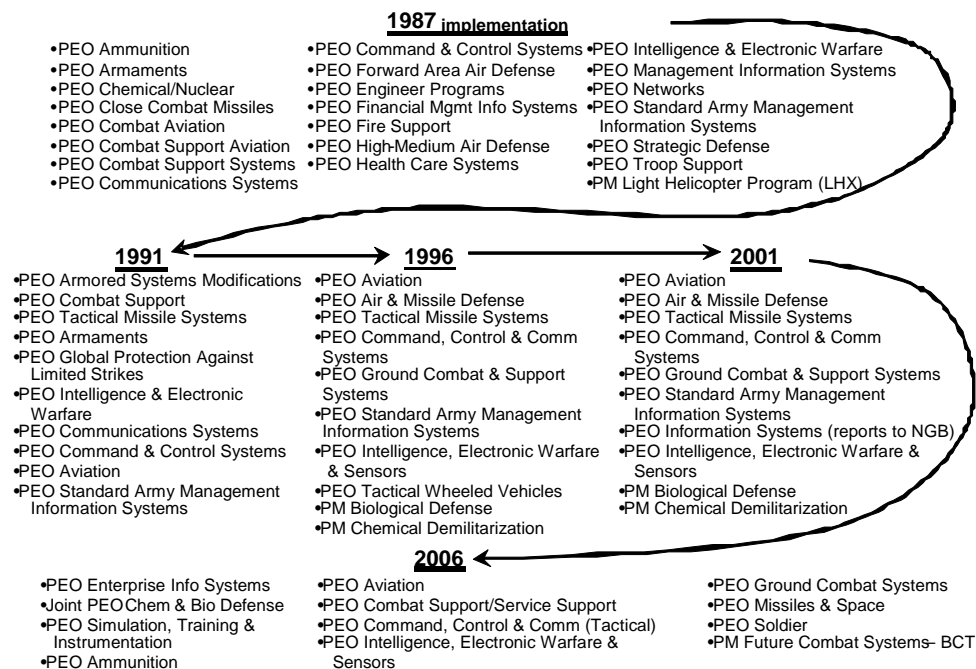 1987 implementation
•PEO Ammunition
•PEO Armaments
•PEO Chemical/Nuclear
•PEO Close Combat Missiles
•PEO Combat Aviation
•PEO Combat Support Aviation
•PEO Combat Support Systems
•PEO Communications Systems
•PEO Command & Control Systems
•PEO Forward Area Air Defense
•PEO Engineer Programs
•PEO Financial Mgmt Info Systems
•PEO Fire Support
•PEO High-Medium Air Defense
•PEO Health Care Systems
•PEO Intelligence & Electronic Warfare
•PEO Management Information Systems
•PEO Networks
•PEO Standard Army Management
Information Systems
•PEO Strategic Defense
•PEO Troop Support
•PM Light Helicopter Program (LHX)
1991
•PEO Armored Systems Modifications
•PEO Combat Support
•PEO Tactical Missile Systems
•PEO Armaments
•PEO Global Protection Against
Limited Strikes
•PEO Intelligence & Electronic
Warfare
•PEO Communications Systems
•PEO Command & Control Systems
•PEO Aviation
•PEO Standard Army Management
Information Systems
1996
•PEO Aviation
•PEO Air & Missile Defense
•PEO Tactical Missile Systems
•PEO Command, Control & Comm
Systems
•PEO Ground Combat & Support
Systems
•PEO Standard Army Management
Information Systems
•PEO Intelligence, Electronic Warfare
& Sensors
•PEO Tactical Wheeled Vehicles
•PM Biological Defense
•PM Chemical Demilitarization
2001
•PEO Aviation
•PEO Air & Missile Defense
•PEO Tactical Missile Systems
•PEO Command, Control & Comm
Systems
•PEO Ground Combat & Support Systems
•PEO Standard Army Management
Information Systems
•PEO Information Systems (reports to NGB)
•PEO Intelligence, Electronic Warfare &
Sensors
•PM Biological Defense
•PM Chemical Demilitarization
2006
•PEO Enterprise Info Systems
•Joint PEO Chem & Bio Defense
•PEO Simulation, Training &
Instrumentation
•PEO Ammunition
•PEO Aviation
•PEO Combat Support/Service Support
•PEO Command, Control & Comm (Tactical)
•PEO Intelligence, Electronic Warfare &
Sensors
•PEO Ground Combat Systems
•PEO Missiles & Space
•PEO Soldier
•PM Future Combat Systems– BCT